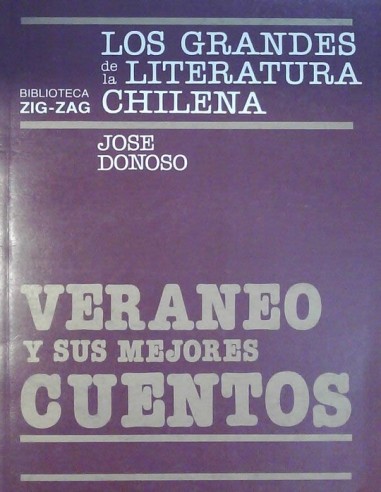 LOS GRANDES
de la LITERATURA
BIBLIOTECA
ZIG-ZAG
CHILENA
JOSE
DONOSO
VERANEO
Y SUS MEJORES
CUENTOS